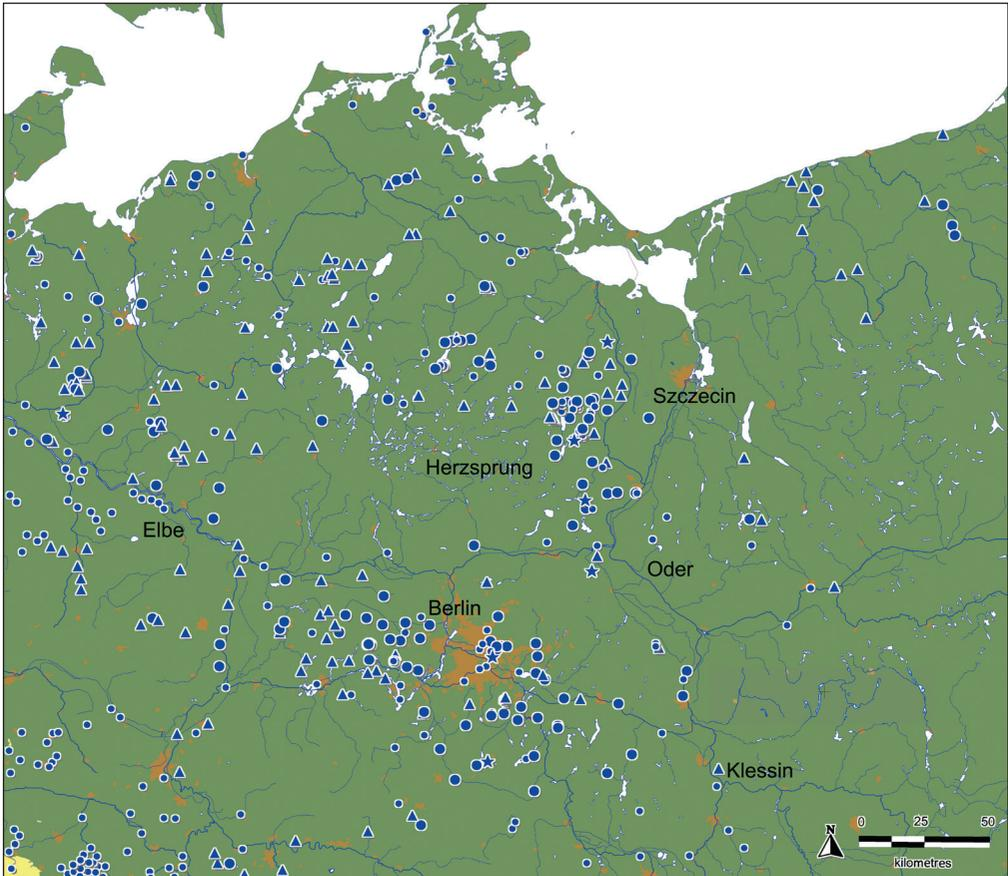 Szczecin
Herzsprung
Elbe
Oder
Berlin
Klessin
N
0 25 50
kilometres